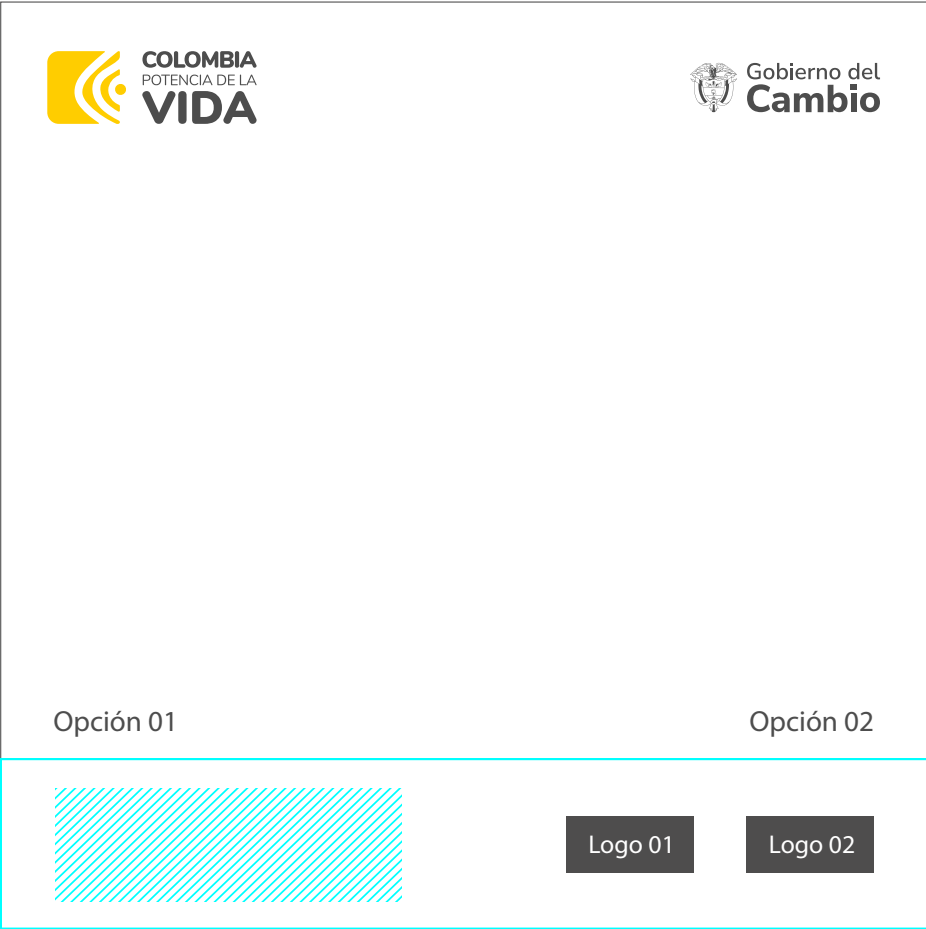 COLOMBIA
POTENCIA DE LA
VIDA
Gobierno del
Cambio
Opción 01
Opción 02
Logo 01
Logo 02